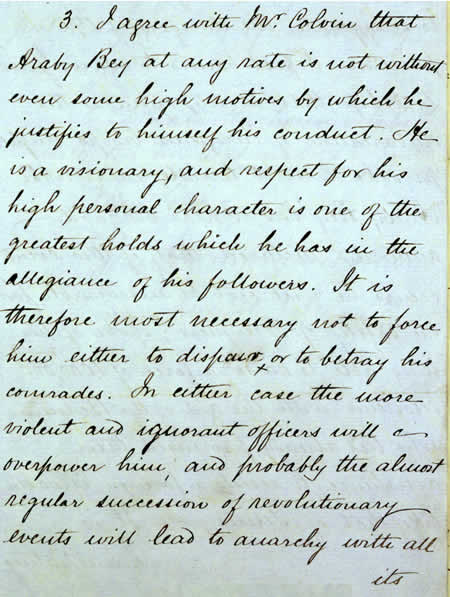 3. I agree with Mr Colvin that
Araby Bey at any rate is not without
even some high motives by which he
justifies to himself his conduct. He
is a visionary, and respect for his
high personal character is one of the
greatest holds which he has in the
allegiance of his followers. It is
therefore most necessary not to force
him either to dispair, or to betray his
comrades. In either case the more
violent and ignorant officers will
overpower him; and probably the almost
regular succession of revolutionary
events will lead to anarchy with all
its